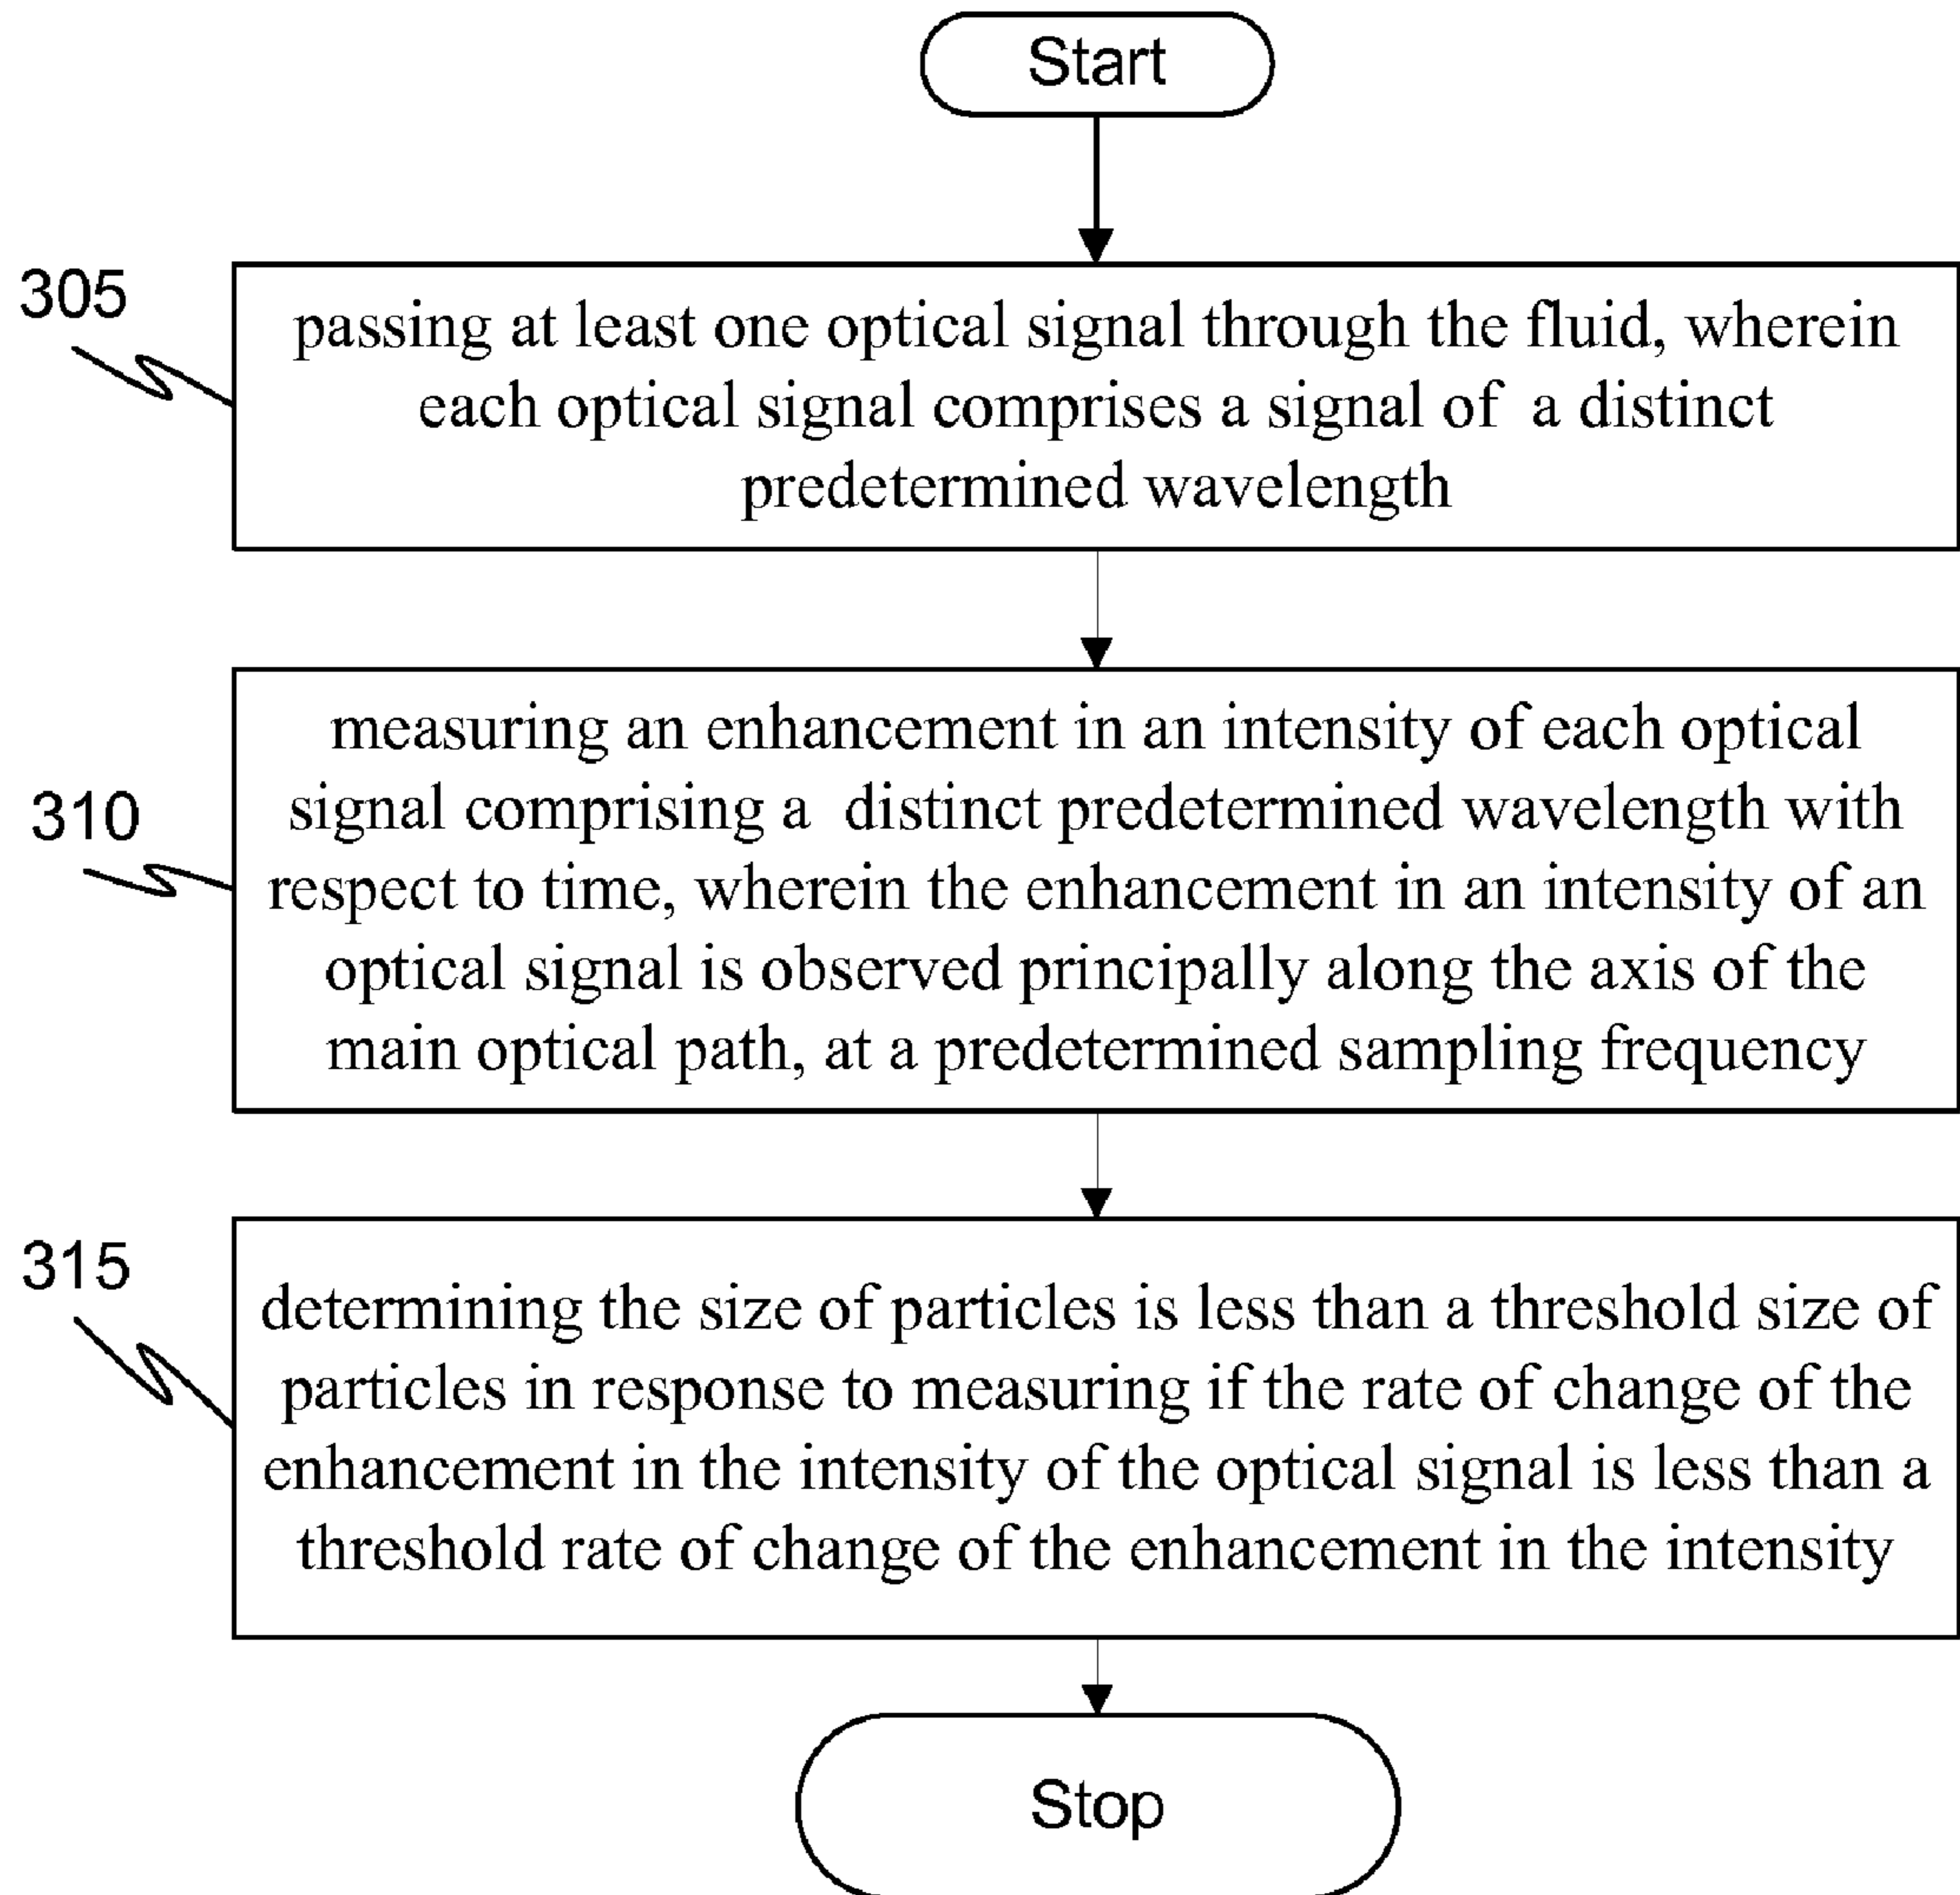 Start
305
passing at least one optical signal through the fluid, wherein
each optical signal comprises a signal of a distinct
predetermined wavelength
310
measuring an enhancement in an intensity of each optical
signal comprising a distinct predetermined wavelength with
respect to time, wherein the enhancement in an intensity of an
optical signal is observed principally along the axis of the
main optical path, at a predetermined sampling frequency
315
determining the size of particles is less than a threshold size of
particles in response to measuring if the rate of change of the
enhancement in the intensity of the optical signal is less than a
threshold rate of change of the enhancement in the intensity
Stop